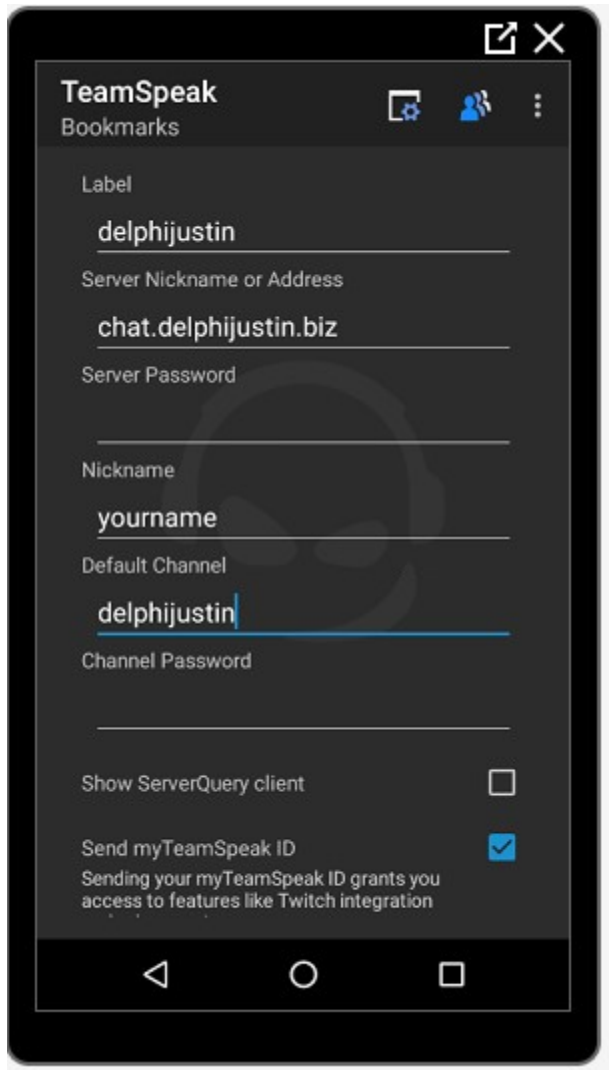 TeamSpeak
Bookmarks
Label
delphijustin
Server Nickname or Address
chat.delphijustin.biz
Server Password
Nickname
yourname
Default Channel
delphijustin
Channel Password
Show ServerQuery client
Send myTeamSpeak ID
Sending your myTeamSpeak ID grants you
access to features like Twitch integration